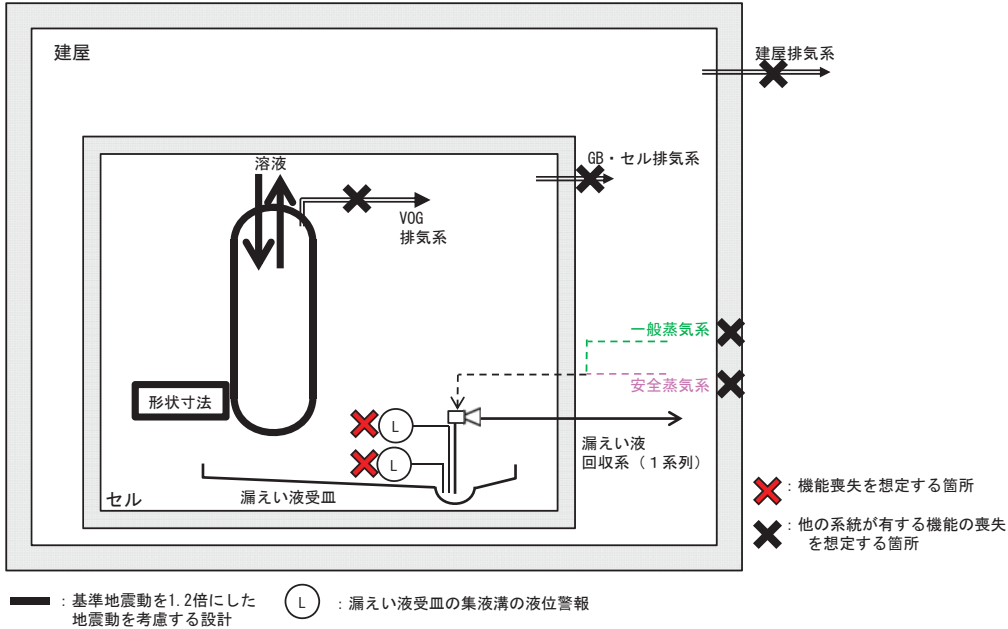 建屋
建屋排気系
溶液
GB・セル排気系
VOG
排気系
一般蒸気系
安全蒸気系
形状寸法
L
L
漏えい液
回収系（１系列）
漏えい液受皿
セル
：機能喪失を想定する箇所
：他の系統が有する機能の喪失
を想定する箇所
：基準地震動を1.2倍にした
地震動を考慮する設計
L
：漏えい液受皿の集液溝の液位警報